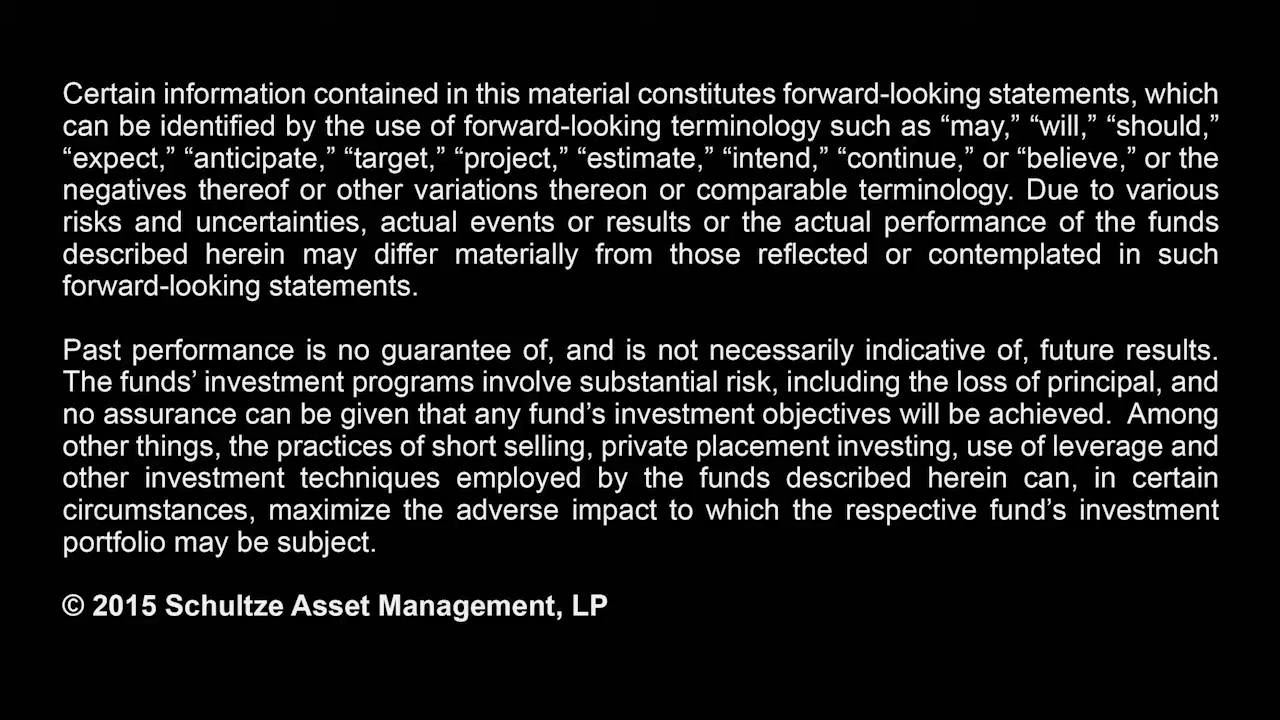 Certain information contained in this material constitutes forward-looking statements, which
can be identified by the use of forward-looking terminology such as “may,” “will,” “should,”
“expect,” “anticipate,” “target,” “project,” “estimate,” “intend,” “continue,” or “believe,” or the
negatives thereof or other variations thereon or comparable terminology. Due to various
risks and uncertainties, actual events or results or the actual performance of the funds
described herein may differ materially from those reflected or contemplated in such
forward-looking statements.
Past performance is no guarantee of, and is not necessarily indicative of, future results.
The funds’ investment programs involve substantial risk, including the loss of principal, and
no assurance can be given that any fund’s investment objectives will be achieved.  Among
other things, the practices of short selling, private placement investing, use of leverage and
other investment techniques employed by the funds described herein can, in certain
circumstances, maximize the adverse impact to which the respective fund’s investment
portfolio may be subject.
© 2015 Schultze Asset Management, LP